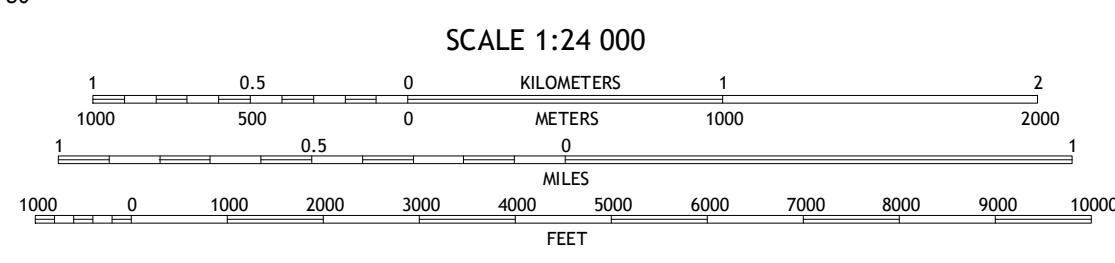 SCALE 1:24 000
1 0.5 0 KILOMETERS 1 2
1000 500 0 METERS 1000 2000
1 0.5 0 1
MILES
1000 0 1000 2000 3000 4000 5000 6000 7000 8000 9000 10000
FEET